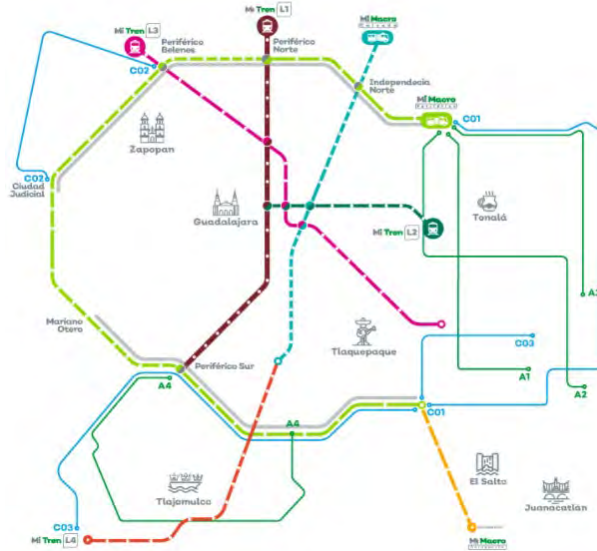 Mi Tren L1
Mi Tren L3
Mi Macro
Periférico
Belenes
Periférico
Norte
C02
Independecia
Norte
Mi Macro
C01
Zapopan
C02
Ciudad
Judicial
Guadalajara
Tonalá
Mi Tren L2
Mariano
Otero
Tlaquepaque
C03
Periférico Sur
A4
A1
A2
C01
A4
Tlajomulco
El Salto
Juanacatlán
C03
Mi Tren L4
Mi Macro